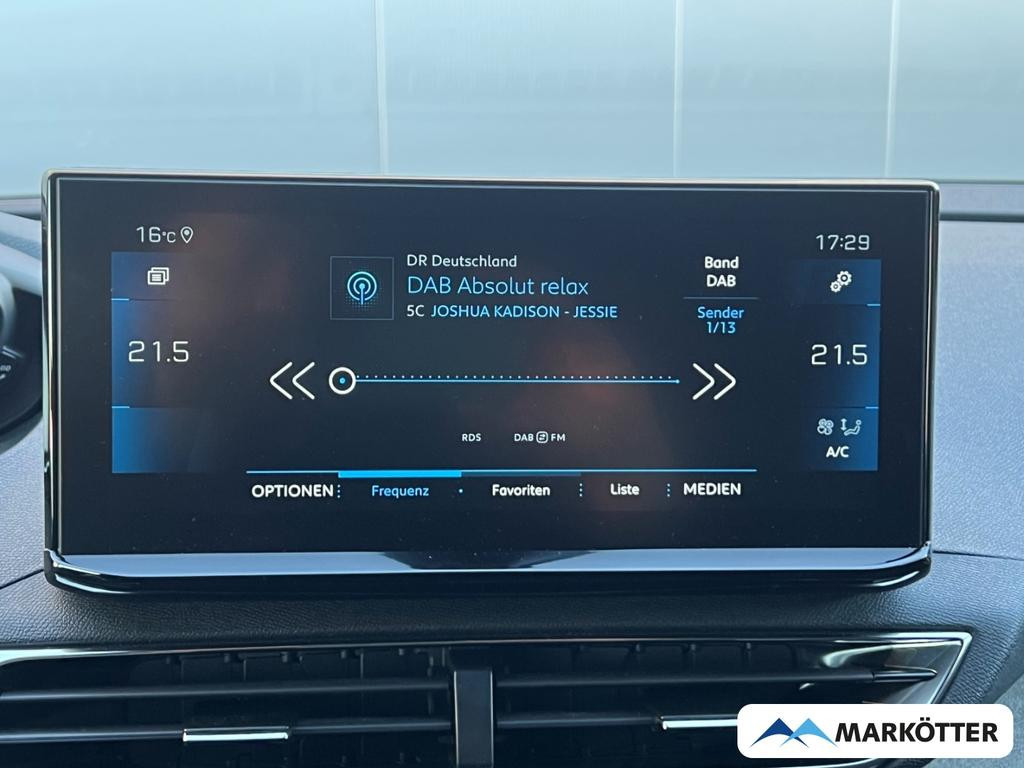 16°C
17:29
DR Deutschland
DAB Absolut relax
5C JOSHUA KADISON - JESSIE
Band
DAB
Sender
1/13
21.5
21.5
RDS
DAB FM
A/C
OPTIONEN Frequenz Favoriten Liste MEDIEN
MARKÖTTER